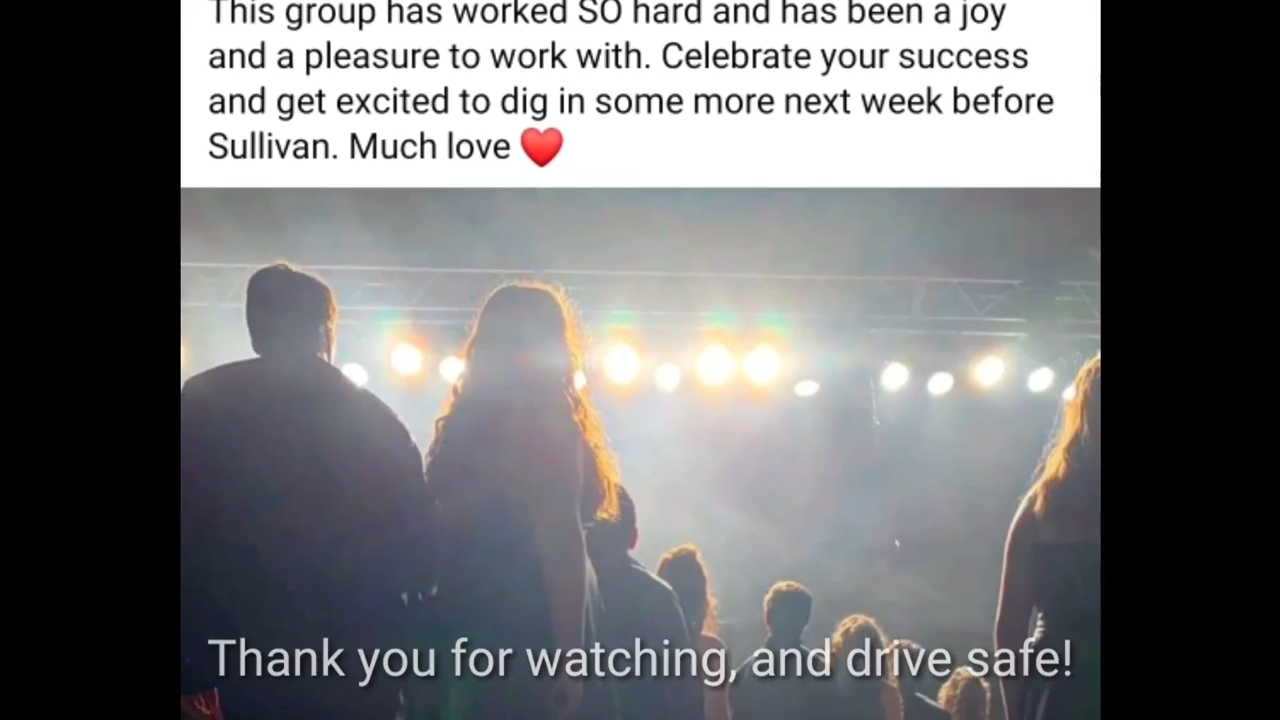 This group has worked SO hard and has been a joy
and a pleasure to work with. Celebrate your success
and get excited to dig in some more next week before
Sullivan. Much love ❤️
Thank you for watching, and drive safe!